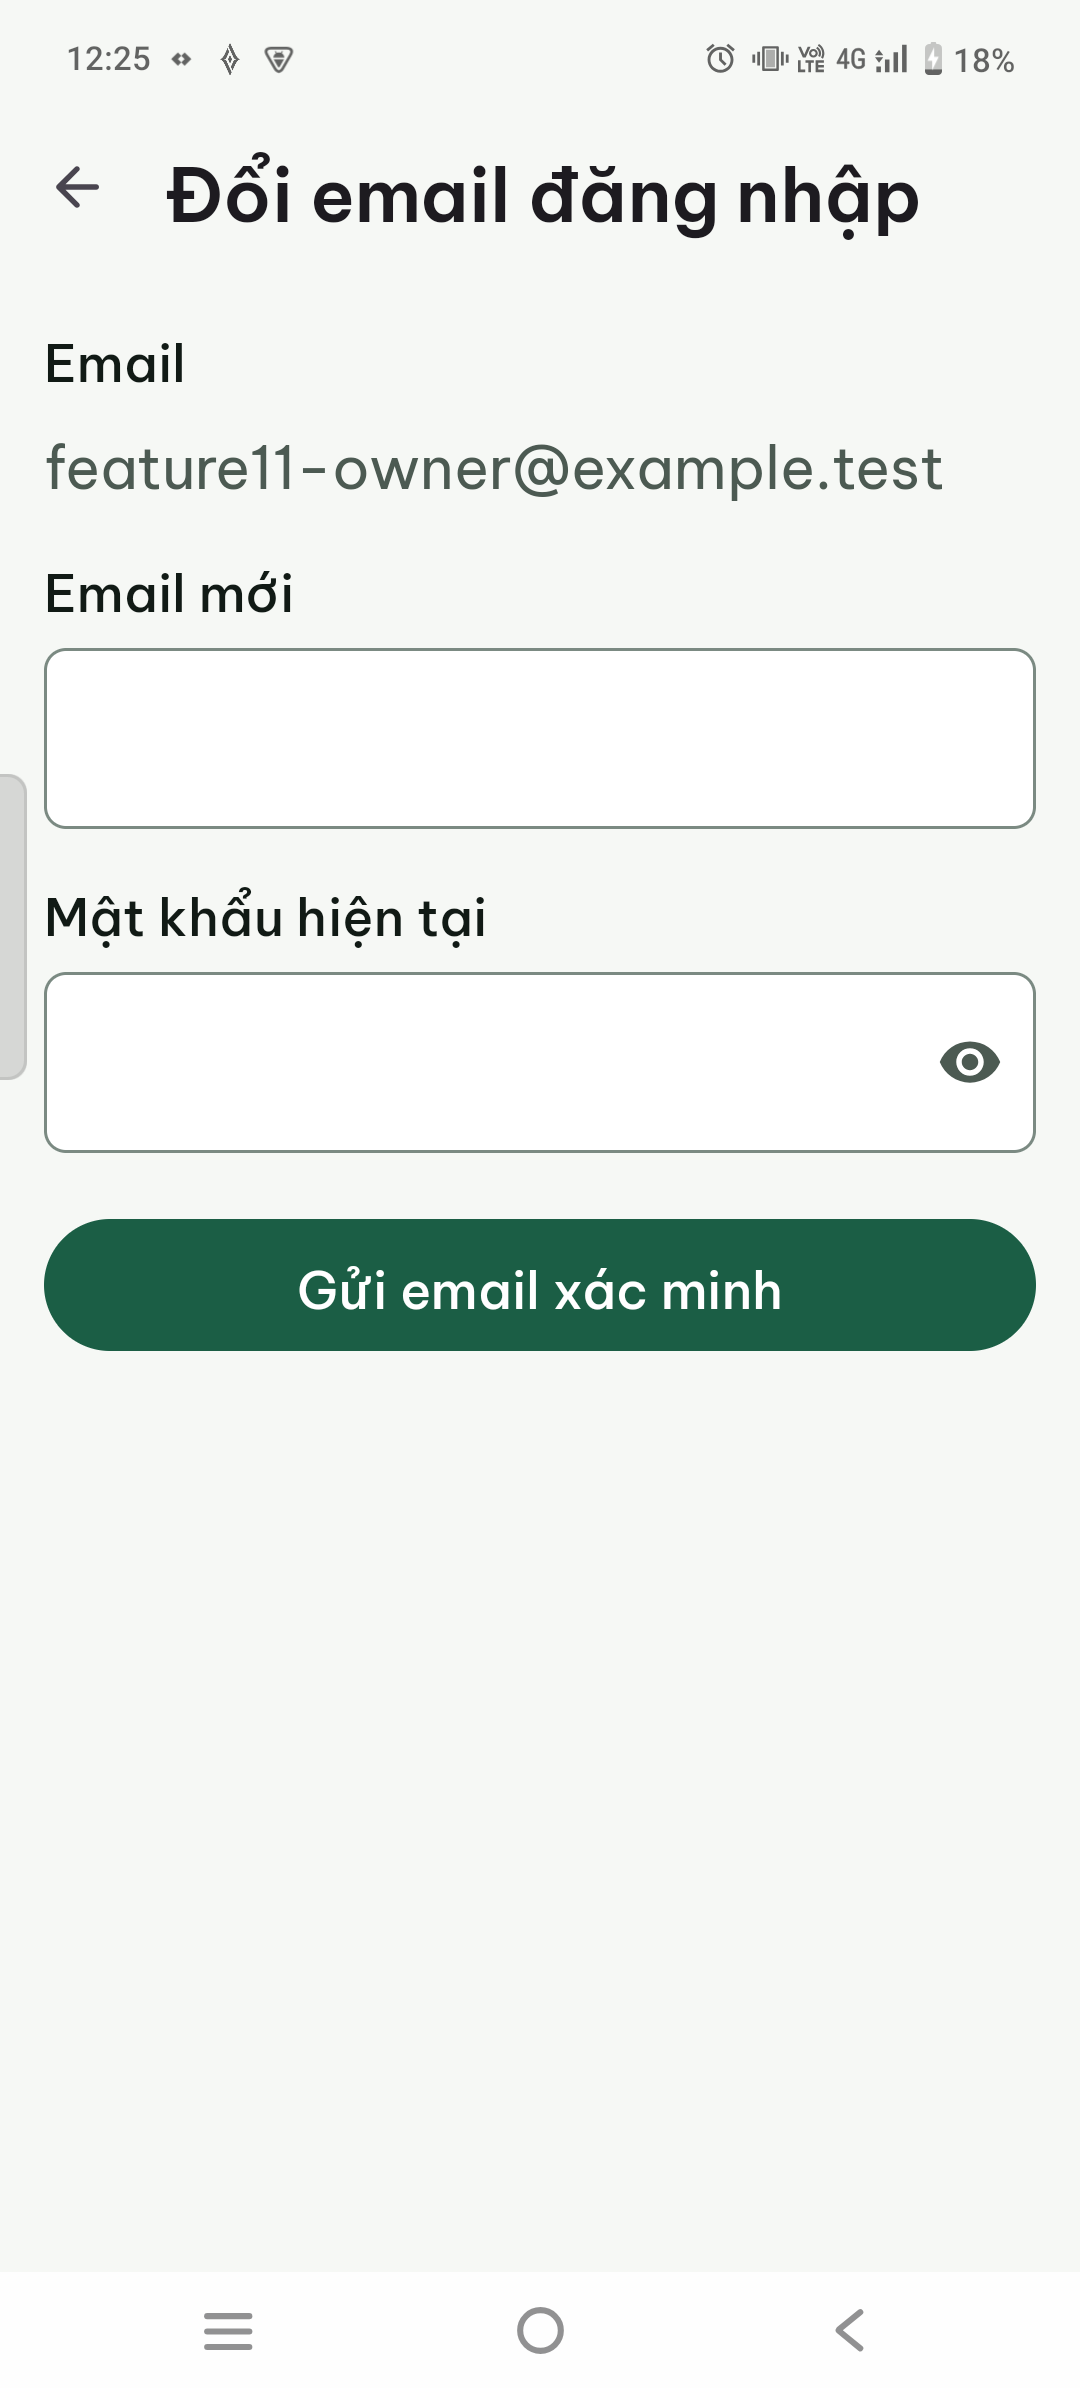 12:25
VoLTE 4G 18%
Đổi email đăng nhập
Email
feature11-owner@example.test
Email mới
Mật khẩu hiện tại
Gửi email xác minh